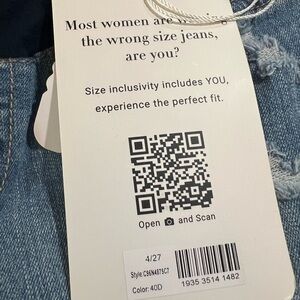 Most women are wearing
the wrong size jeans,
are you?
Size inclusivity includes YOU,
experience the perfect fit.
Open and Scan
4/27
Color: 40D
1935 3514 1482